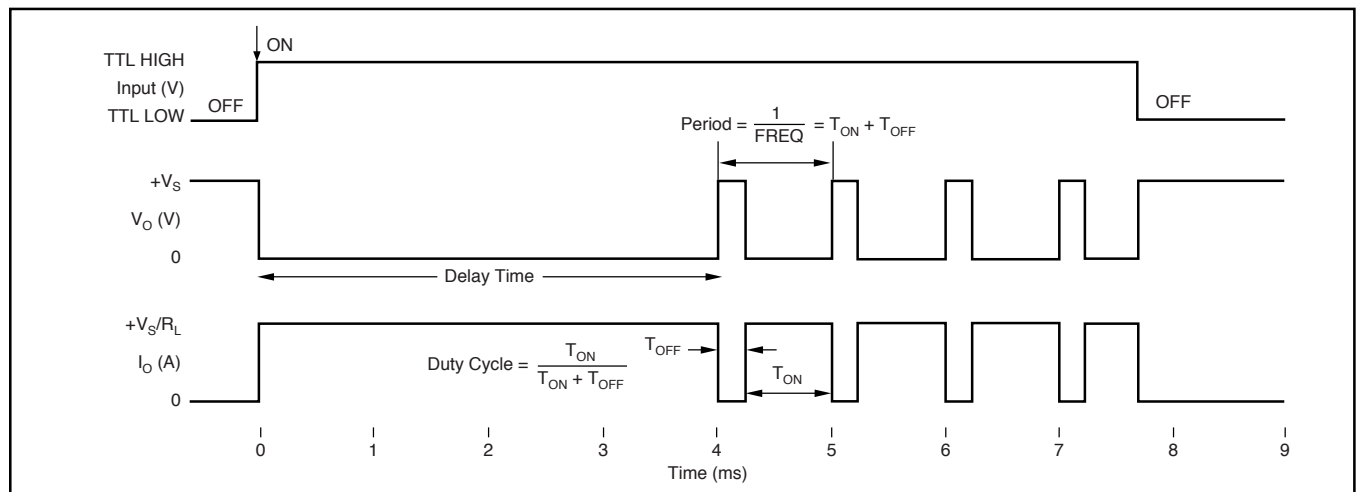 ON
TTL HIGH
Input (V)
TTL LOW
OFF
OFF
Period = 1/FREQ = T_ON + T_OFF
+V_S
V_O (V)
0
Delay Time
+V_S/R_L
I_O (A)
0
Duty Cycle = T_ON/T_ON + T_OFF
T_OFF
T_ON
0 1 2 3 4 5 6 7 8 9
Time (ms)